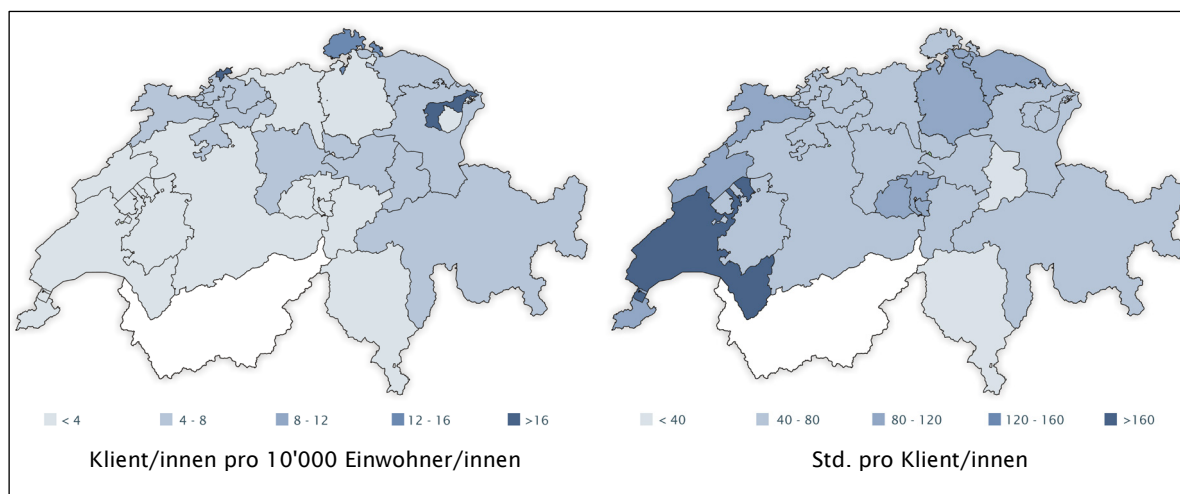 < 4 4 - 8 8 - 12 12 - 16 >16
Klient/innen pro 10'000 Einwohner/innen
< 40 40 - 80 80 - 120 120 - 160 >160
Std. pro Klient/innen